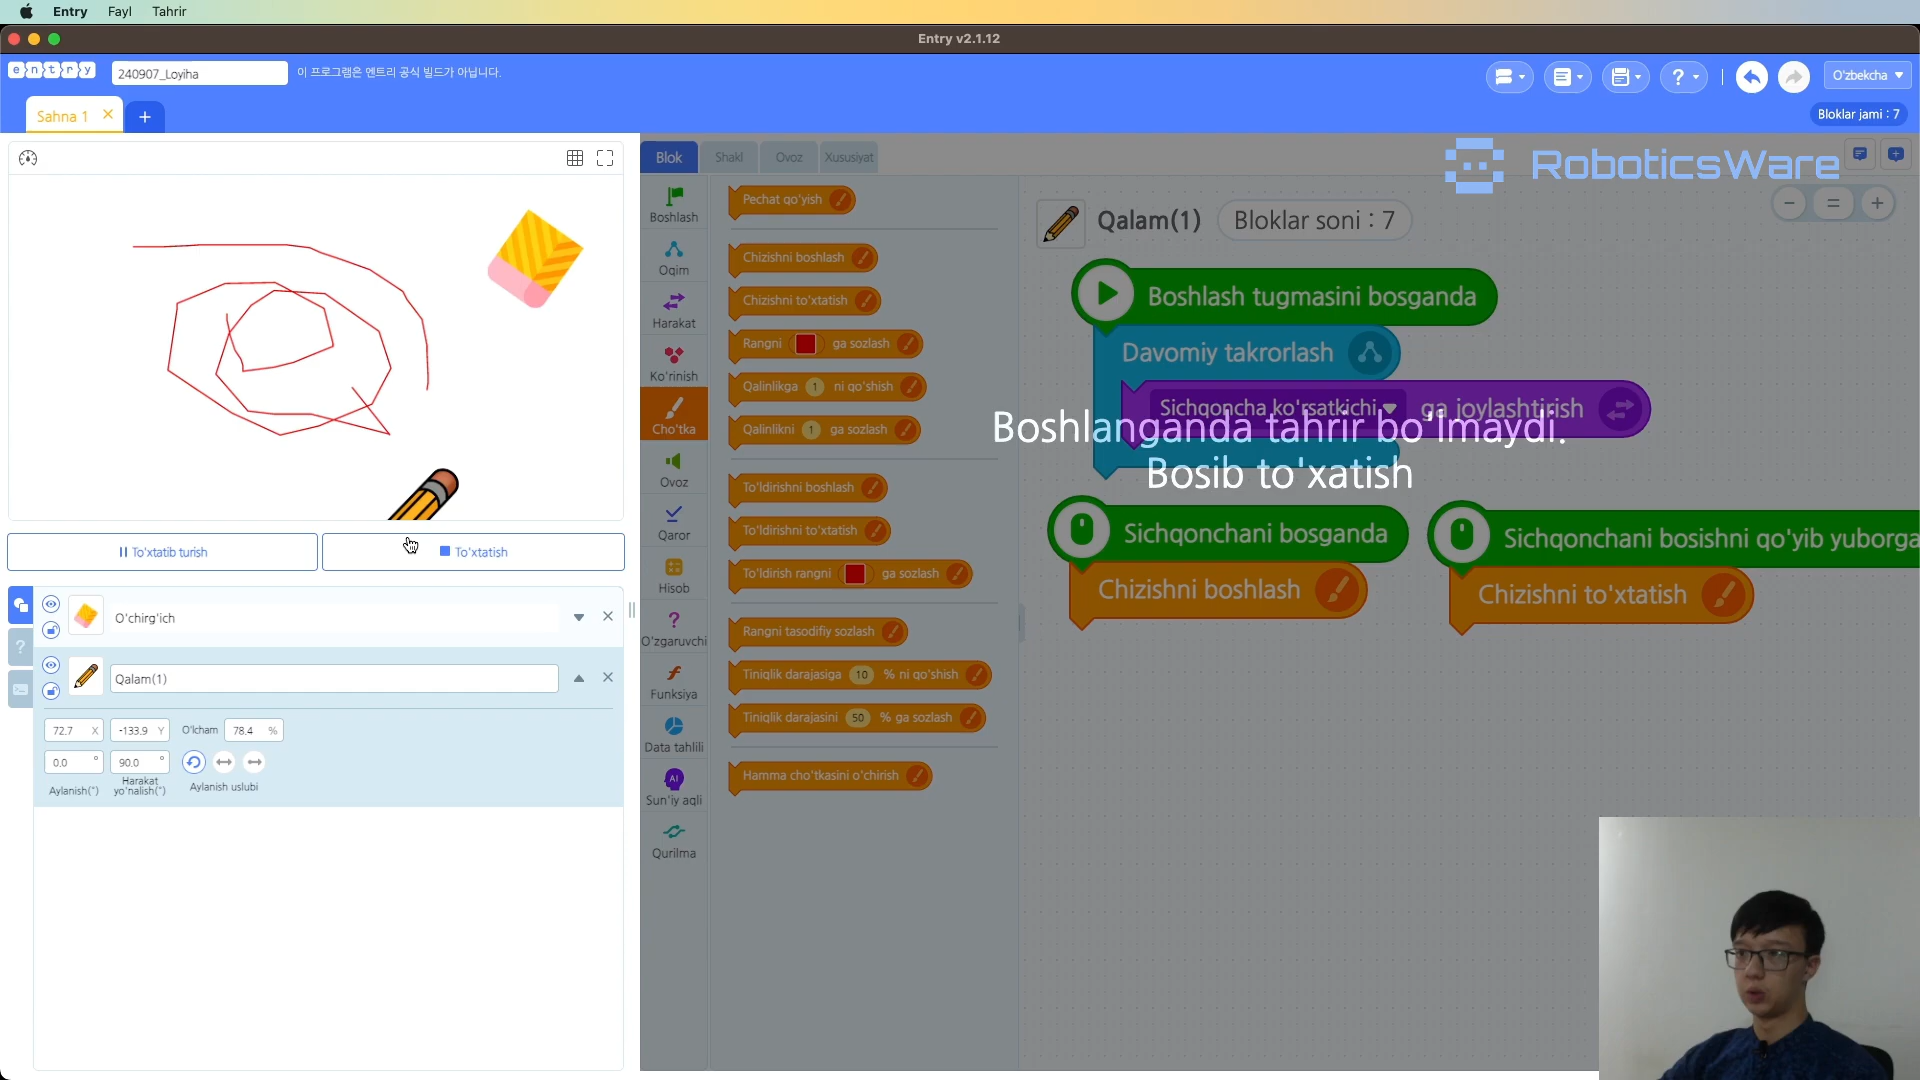 Entry Fayl Tahrir
Entry v2.1.12
entry
240907_Loyiha
이 프로그램은 엔트리 공식 빌드가 아닙니다.
O'zbekcha
Sahna 1
Bloklar jami : 7
Blok Shakl Ovoz Xususiyat
RoboticsWare
Boshlash
Oqim
Harakat
Ko'rinish
Cho'tka
Ovoz
Qaror
Hisob
O'zgaruvchi
Funksiya
Data tahlili
AI
Sun'iy aqli
Qurilma
Pechat qo'yish
Chizishni boshlash
Chizishni to'xtatish
Rangni ga sozlash
Qalinlikga 1 ni qo'shish
Qalinlikni 1 ga sozlash
To'ldirishni boshlash
To'ldirishni to'xtatish
To'ldirish rangni ga sozlash
Rangni tasodifiy sozlash
Tiniqlik darajasiga 10 % ni qo'shish
Tiniqlik darajasini 50 % ga sozlash
Hamma cho'tkasini o'chirish
Qalam(1) Bloklar soni : 7
Boshlash tugmasini bosganda
Davomiy takrorlash
Sichqoncha ko'rsatkichi ga joylashtirish
Boshlanganda tahrir bo'lmaydi.
Bosib to'xatish
Sichqonchani bosganda
Chizishni boshlash
Sichqonchani bosishni qo'yib yuborga
Chizishni to'xtatish
To'xtatib turish
To'xtatish
O'chirg'ich
Qalam(1)
72.7 X -133.9 Y O'lcham 78.4 %
0.0 ° 90.0 °
Aylanish(°)
Harakat
yo'nalish(°)
Aylanish uslubi